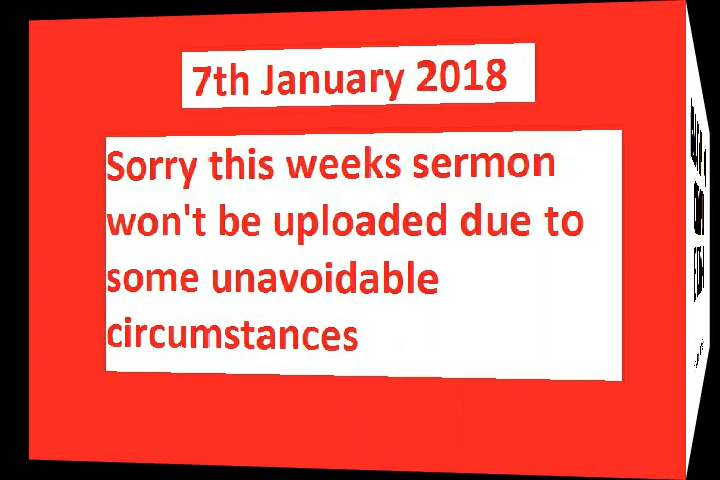 7th January 2018
Sorry this weeks sermon
won't be uploaded due to
some unavoidable
circumstances